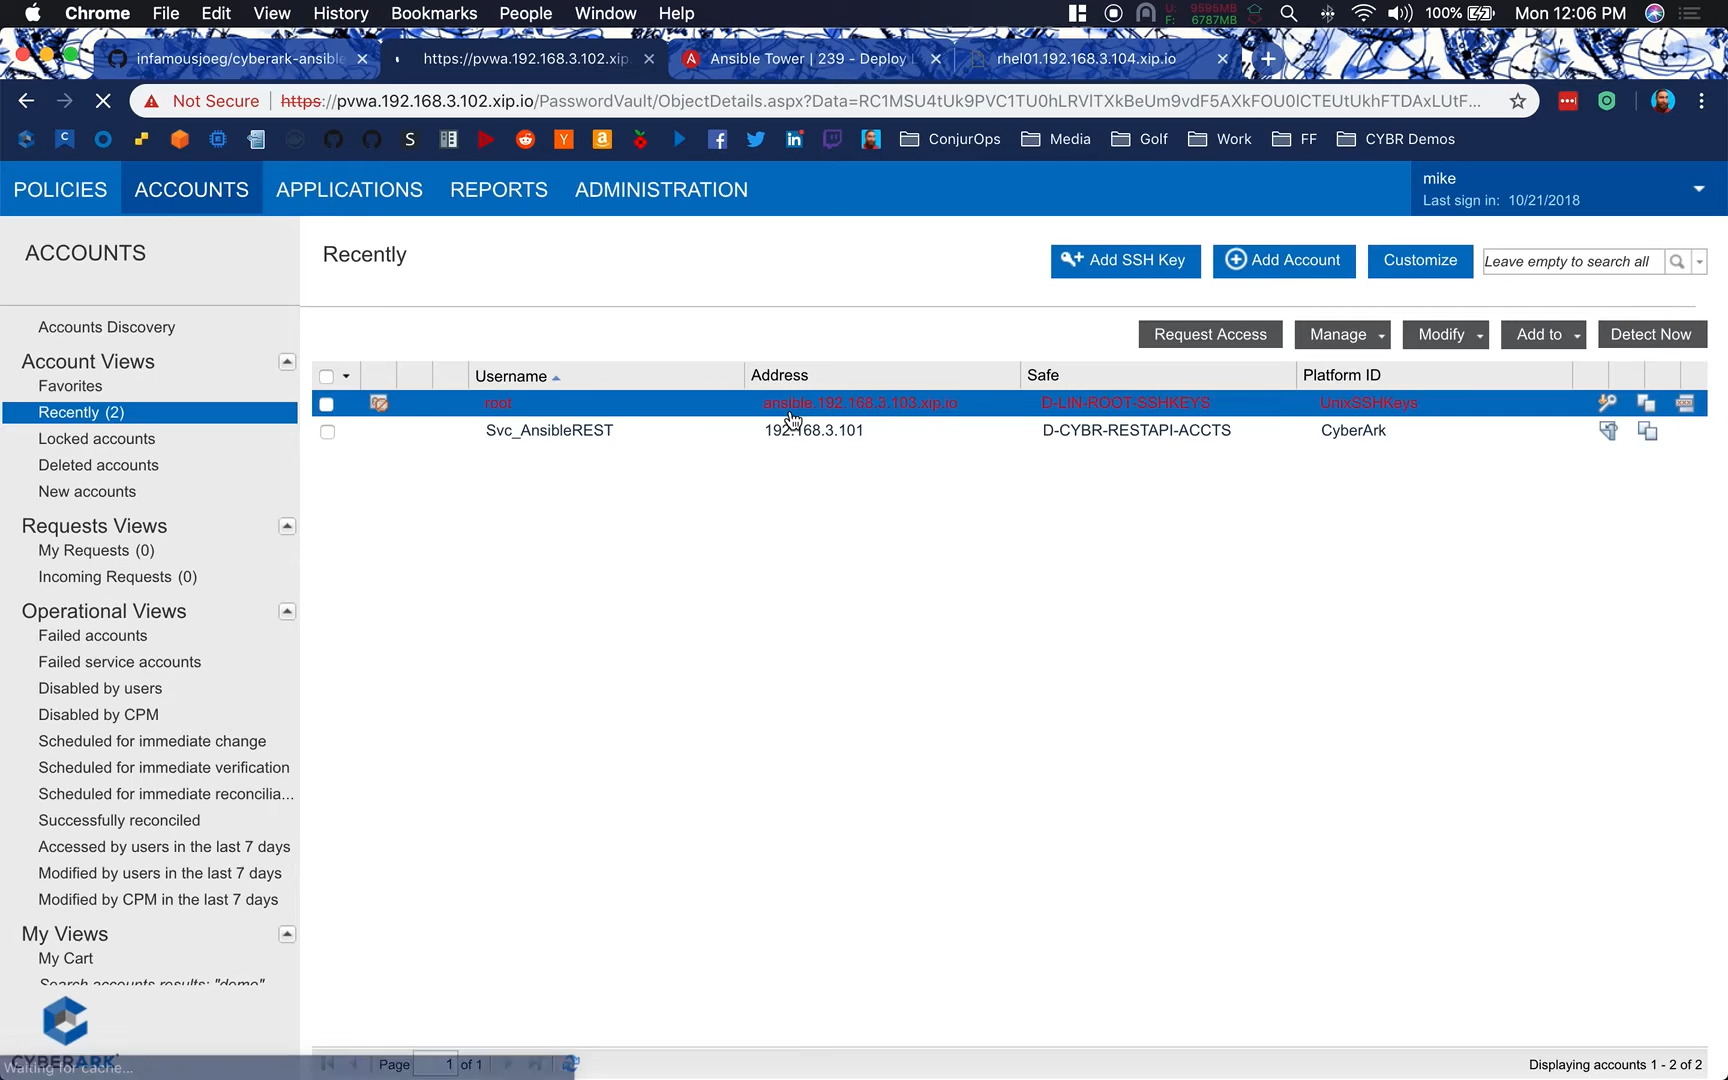 Chrome File Edit View History Bookmarks People Window Help U: 9595MB F: 6787MB 100% Mon 12:06 PM
infamousjoeg/cyberark-ansible https://pvwa.192.168.3.102.xip. Ansible Tower | 239 - Deploy rhel01.192.168.3.104.xip.io
Not Secure | https://pvwa.192.168.3.102.xip.io/PasswordVault/ObjectDetails.aspx?Data=RC1MSU4tUk9PVC1TU0hLRVlTXkBeUm9vdF5AXkFOU0lCTEUtUkhFTDAxLUtF...
ConjurOps Media Golf Work FF CYBR Demos
POLICIES ACCOUNTS APPLICATIONS REPORTS ADMINISTRATION
mike
Last sign in: 10/21/2018
ACCOUNTS
Accounts Discovery
Account Views
Favorites
Recently (2)
Locked accounts
Deleted accounts
New accounts
Requests Views
My Requests (0)
Incoming Requests (0)
Operational Views
Failed accounts
Failed service accounts
Disabled by users
Disabled by CPM
Scheduled for immediate change
Scheduled for immediate verification
Scheduled for immediate reconcilia...
Successfully reconciled
Accessed by users in the last 7 days
Modified by users in the last 7 days
Modified by CPM in the last 7 days
My Views
My Cart
Search accounts results: "demo"
CYBERARK
Waiting for cache...
Recently
Add SSH Key Add Account Customize Leave empty to search all
Request Access Manage Modify Add to Detect Now
Username Address Safe Platform ID
root ansible.192.168.3.103.xip.io D-LIN-ROOT-SSHKEYS UnixSSHKeys
Svc_AnsibleREST 192.168.3.101 D-CYBR-RESTAPI-ACCTS CyberArk
Page 1 of 1
Displaying accounts 1 - 2 of 2